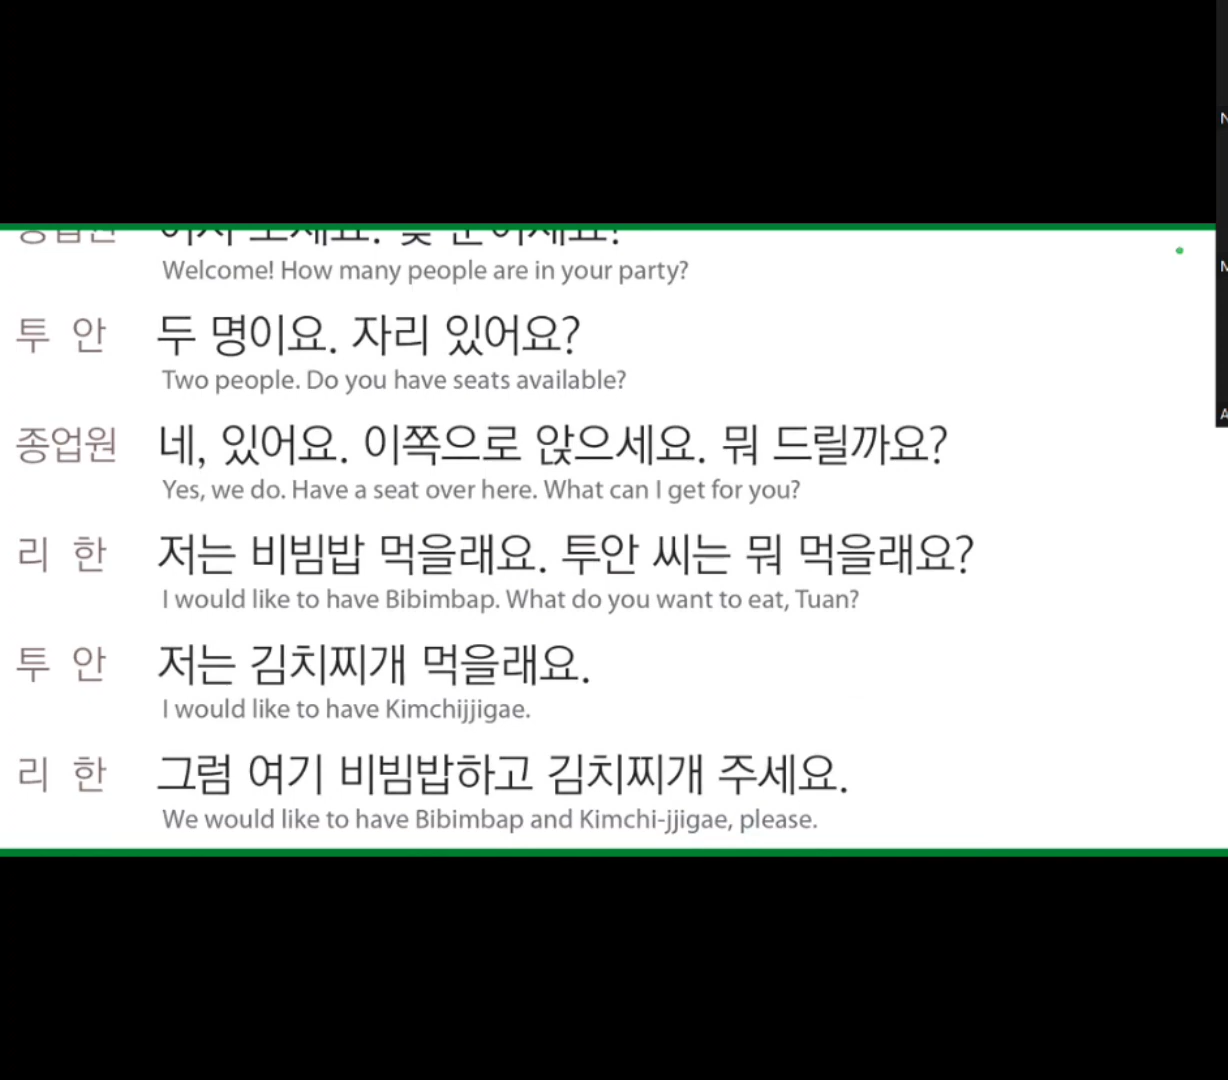 Welcome! How many people are in your party?
투 안 두 명이요. 자리 있어요?
Two people. Do you have seats available?
종업원 네, 있어요. 이쪽으로 앉으세요. 뭐 드릴까요?
Yes, we do. Have a seat over here. What can I get for you?
리 한 저는 비빔밥 먹을래요. 투안 씨는 뭐 먹을래요?
I would like to have Bibimbap. What do you want to eat, Tuan?
투 안 저는 김치찌개 먹을래요.
I would like to have Kimchijjigae.
리 한 그럼 여기 비빔밥하고 김치찌개 주세요.
We would like to have Bibimbap and Kimchi-jjigae, please.